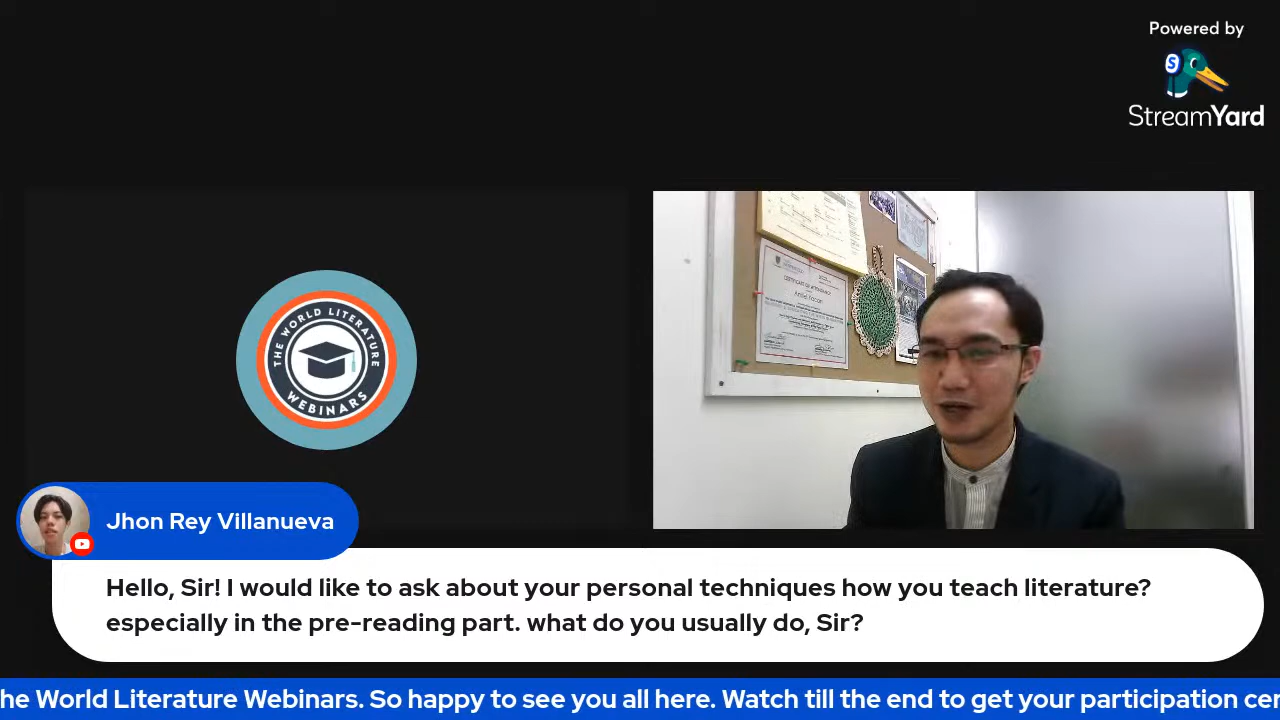 Powered by
StreamYard
THE WORLD LITERATURE
WEBINARS
CERTIFICATE OF
Jhon Rey Villanueva
Hello, Sir! I would like to ask about your personal techniques how you teach literature?
especially in the pre-reading part. what do you usually do, Sir?
he World Literature Webinars. So happy to see you all here. Watch till the end to get your participation cer